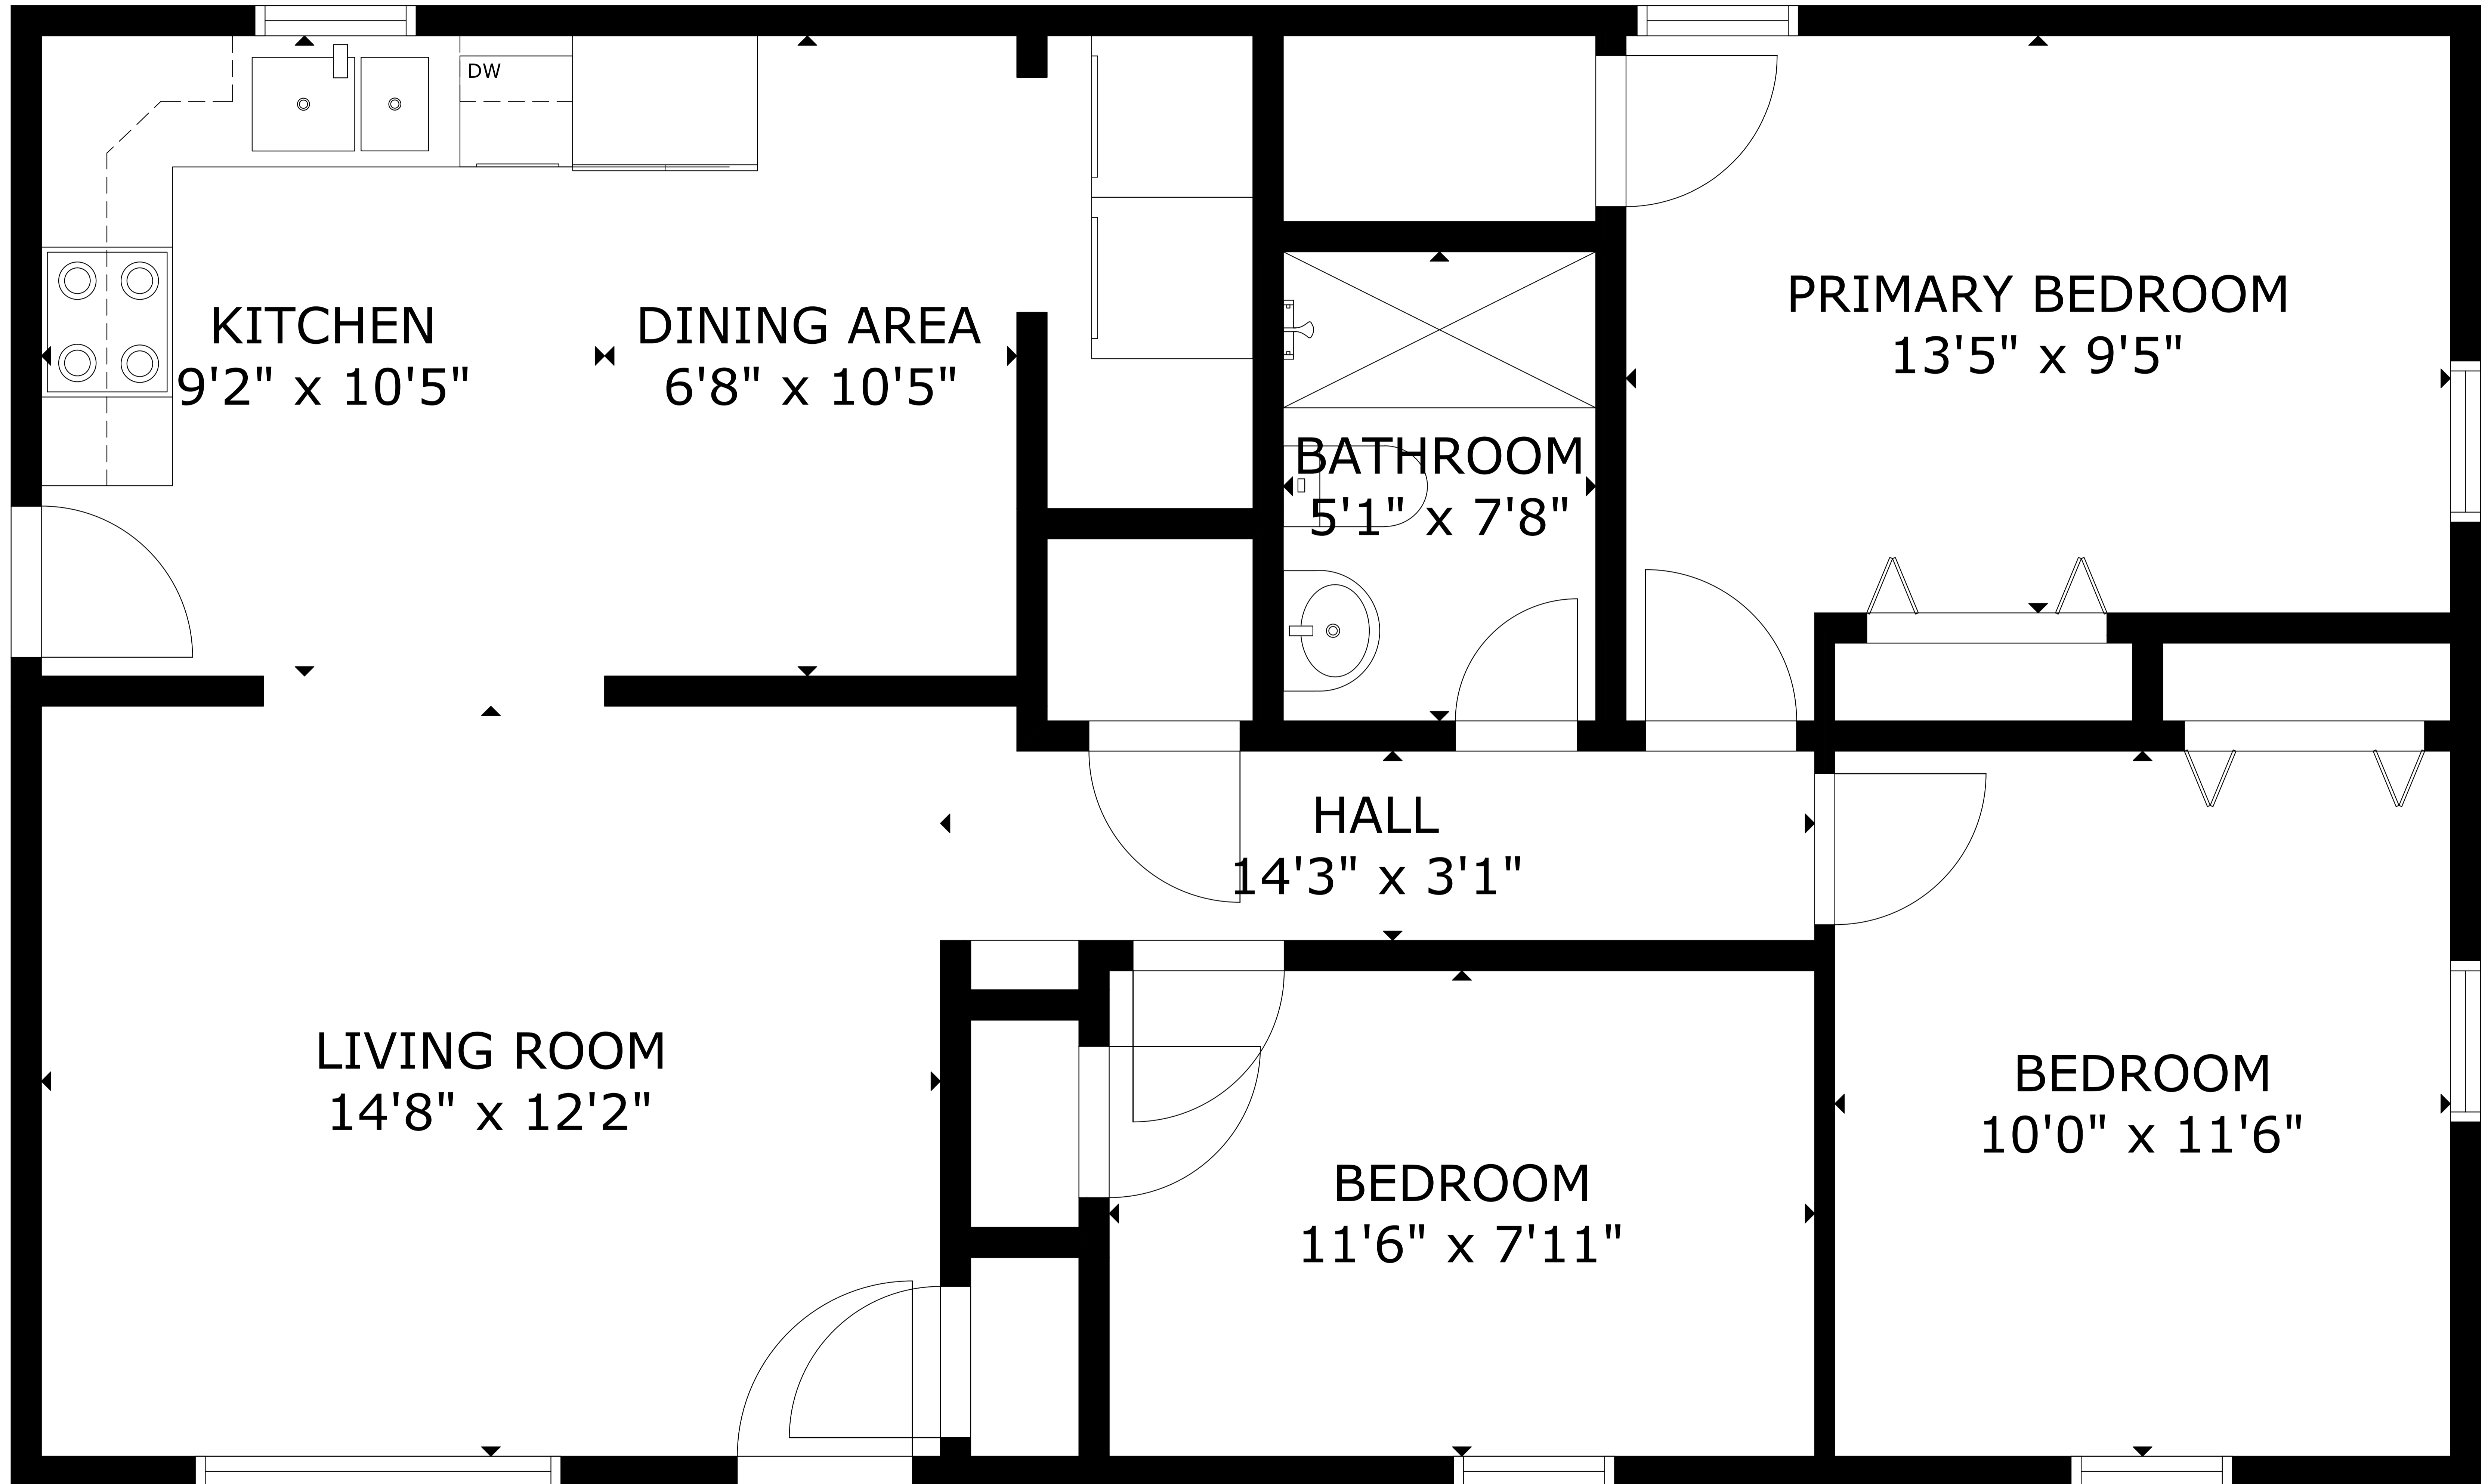 DW
KITCHEN
9'2" x 10'5"
DINING AREA
6'8" x 10'5"
PRIMARY BEDROOM
13'5" x 9'5"
BATHROOM
5'1" x 7'8"
HALL
14'3" x 3'1"
LIVING ROOM
14'8" x 12'2"
BEDROOM
11'6" x 7'11"
BEDROOM
10'0" x 11'6"